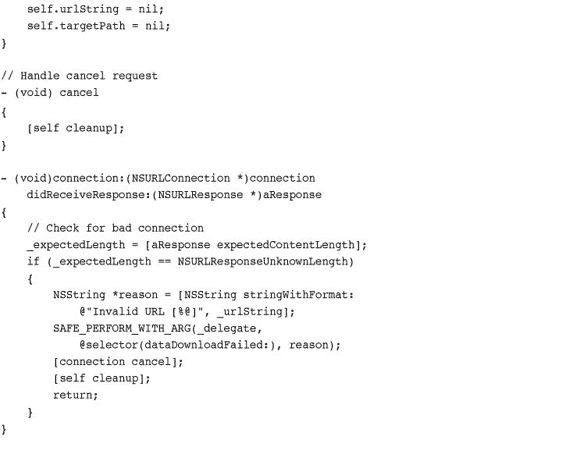 self.urlString = nil;
    self.targetPath = nil;
}

// Handle cancel request
- (void) cancel
{
    [self cleanup];
}

- (void)connection:(NSURLConnection *)connection
    didReceiveResponse:(NSURLResponse *)aResponse
{
    // Check for bad connection
    _expectedLength = [aResponse expectedContentLength];
    if (_expectedLength == NSURLResponseUnknownLength)
    {
        NSString *reason = [NSString stringWithFormat:
            @"Invalid URL [%@]", _urlString];
        SAFE_PERFORM_WITH_ARG(_delegate,
            @selector(dataDownloadFailed:), reason);
        [connection cancel];
        [self cleanup];
        return;
    }
}